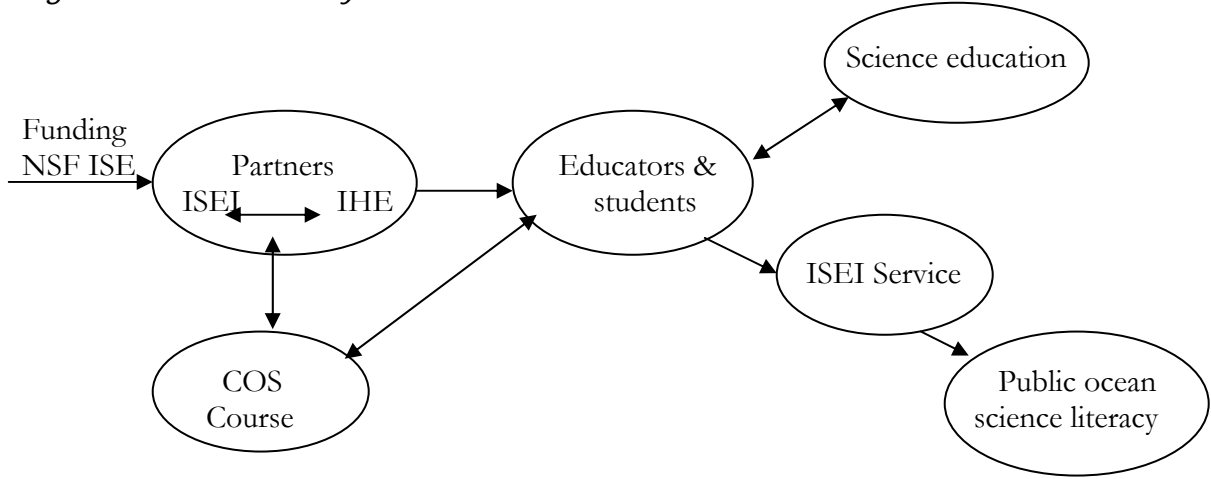 Science education
Funding
NSF ISE
Partners
ISEI IHE
Educators &
students
ISEI Service
COS
Course
Public ocean
science literacy